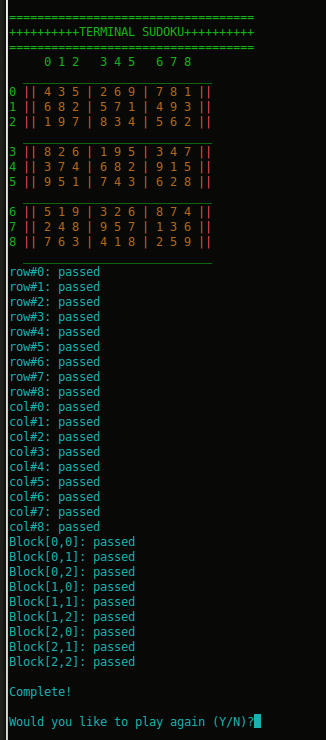 ===================================
++++++++++TERMINAL SUDOKU++++++++++
===================================
     0 1 2   3 4 5   6 7 8
  ___________________________
0 || 4 3 5 | 2 6 9 | 7 8 1 ||
1 || 6 8 2 | 5 7 1 | 4 9 3 ||
2 || 1 9 7 | 8 3 4 | 5 6 2 ||
  ___________________________
3 || 8 2 6 | 1 9 5 | 3 4 7 ||
4 || 3 7 4 | 6 8 2 | 9 1 5 ||
5 || 9 5 1 | 7 4 3 | 6 2 8 ||
  ___________________________
6 || 5 1 9 | 3 2 6 | 8 7 4 ||
7 || 2 4 8 | 9 5 7 | 1 3 6 ||
8 || 7 6 3 | 4 1 8 | 2 5 9 ||
  ___________________________
row#0: passed
row#1: passed
row#2: passed
row#3: passed
row#4: passed
row#5: passed
row#6: passed
row#7: passed
row#8: passed
col#0: passed
col#1: passed
col#2: passed
col#3: passed
col#4: passed
col#5: passed
col#6: passed
col#7: passed
col#8: passed
Block[0,0]: passed
Block[0,1]: passed
Block[0,2]: passed
Block[1,0]: passed
Block[1,1]: passed
Block[1,2]: passed
Block[2,0]: passed
Block[2,1]: passed
Block[2,2]: passed
Complete!
Would you like to play again (Y/N)?